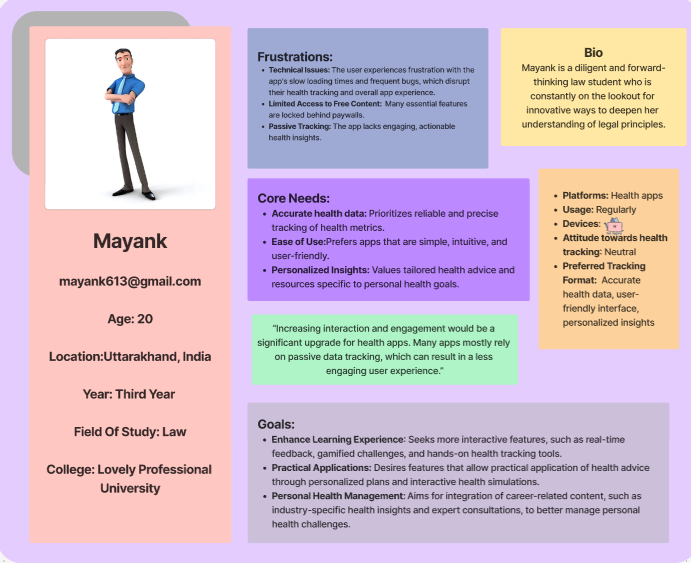 Mayank
mayank613@gmail.com
Age: 20
Location:Uttarakhand, India
Year: Third Year
Field Of Study: Law
College: Lovely Professional
University
Frustrations:
• Technical Issues: The user experiences frustration with the
app's slow loading times and frequent bugs, which disrupt
their health tracking and overall app experience.
• Limited Access to Free Content: Many essential features
are locked behind paywalls.
• Passive Tracking: The app lacks engaging, actionable
health insights.
Bio
Mayank is a diligent and forward-
thinking law student who is
constantly on the lookout for
innovative ways to deepen her
understanding of legal principles.
Core Needs:
• Accurate health data: Prioritizes reliable and precise
tracking of health metrics.
• Ease of Use:Prefers apps that are simple, intuitive, and
user-friendly.
• Personalized Insights: Values tailored health advice and
resources specific to personal health goals.
• Platforms: Health apps
• Usage: Regularly
• Devices:
• Attitude towards health
tracking: Neutral
• Preferred Tracking
Format: Accurate
health data, user-
friendly interface,
personalized insights
“Increasing interaction and engagement would be a
significant upgrade for health apps. Many apps mostly rely
on passive data tracking, which can result in a less
engaging user experience.”
Goals:
• Enhance Learning Experience: Seeks more interactive features, such as real-time
feedback, gamified challenges, and hands-on health tracking tools.
• Practical Applications: Desires features that allow practical application of health advice
through personalized plans and interactive health simulations.
• Personal Health Management: Aims for integration of career-related content, such as
industry-specific health insights and expert consultations, to better manage personal
health challenges.